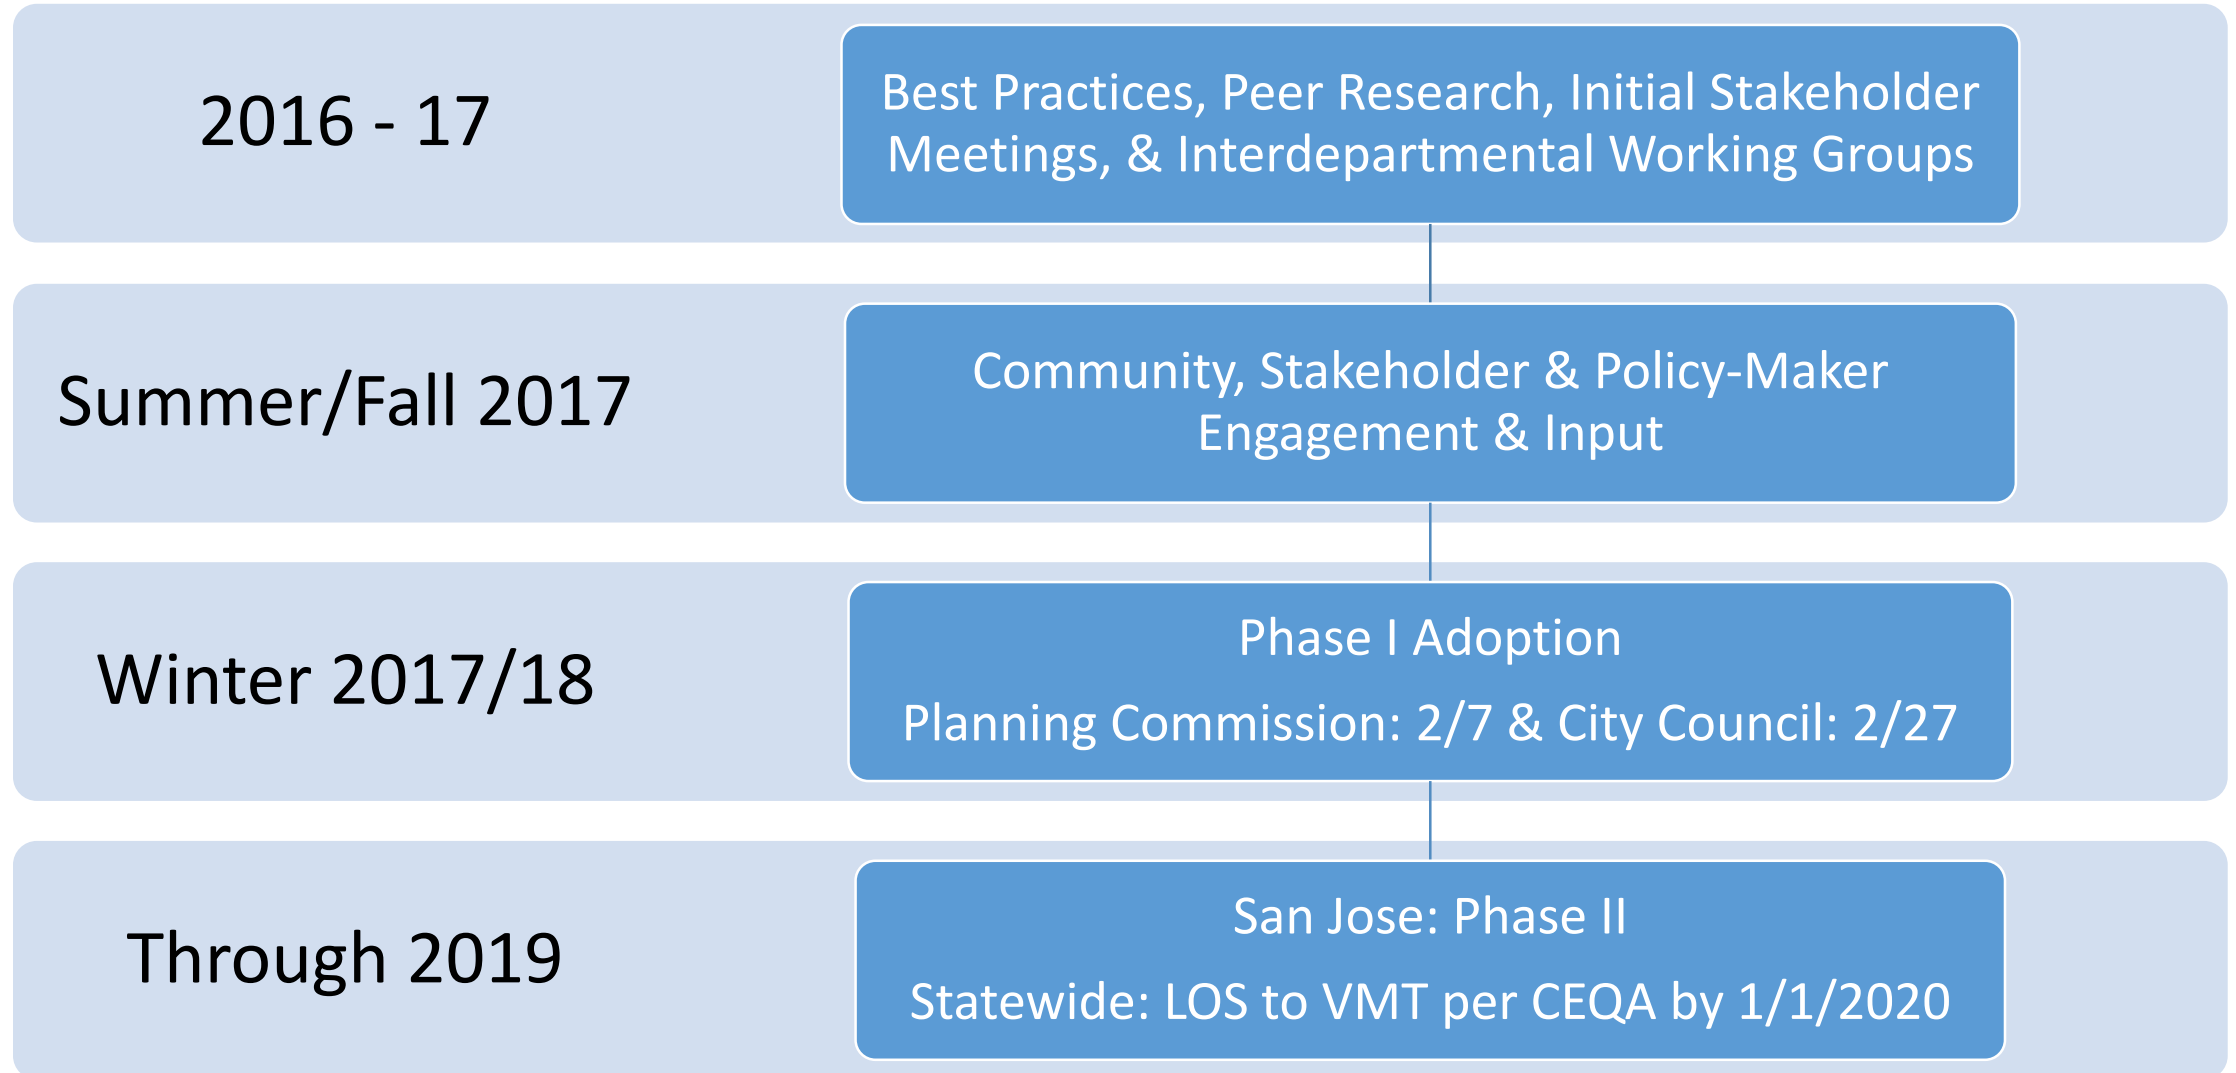 2016 - 17
Best Practices, Peer Research, Initial Stakeholder
Meetings, & Interdepartmental Working Groups
Summer/Fall 2017
Community, Stakeholder & Policy-Maker
Engagement & Input
Winter 2017/18
Phase I Adoption
Planning Commission: 2/7 & City Council: 2/27
Through 2019
San Jose: Phase II
Statewide: LOS to VMT per CEQA by 1/1/2020